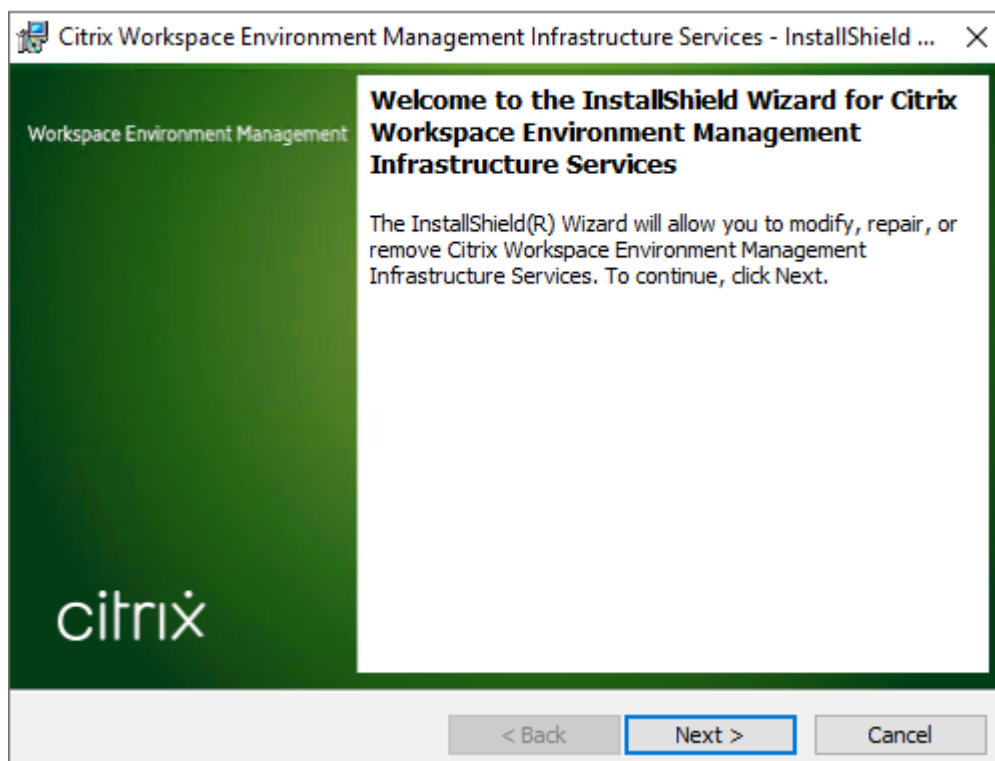 Citrix Workspace Environment Management Infrastructure Services - InstallShield ...
Workspace Environment Management
Welcome to the InstallShield Wizard for Citrix
Workspace Environment Management
Infrastructure Services
The InstallShield(R) Wizard will allow you to modify, repair, or
remove Citrix Workspace Environment Management
Infrastructure Services. To continue, click Next.
citrix
< Back
Next >
Cancel